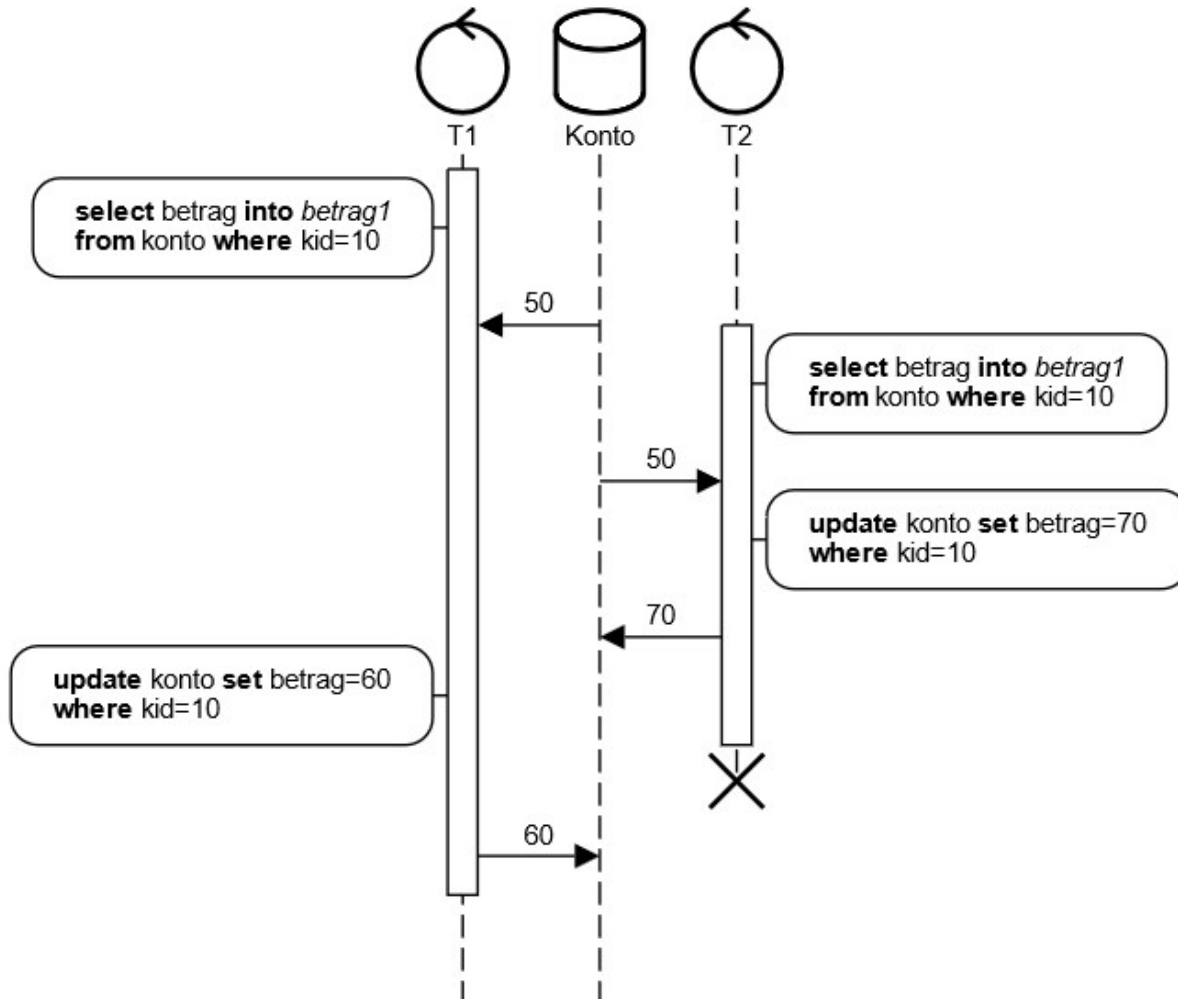 T1
Konto
T2
select betrag into betrag1
from konto where kid=10
50
select betrag into betrag1
from konto where kid=10
50
update konto set betrag=70
where kid=10
70
update konto set betrag=60
where kid=10
60